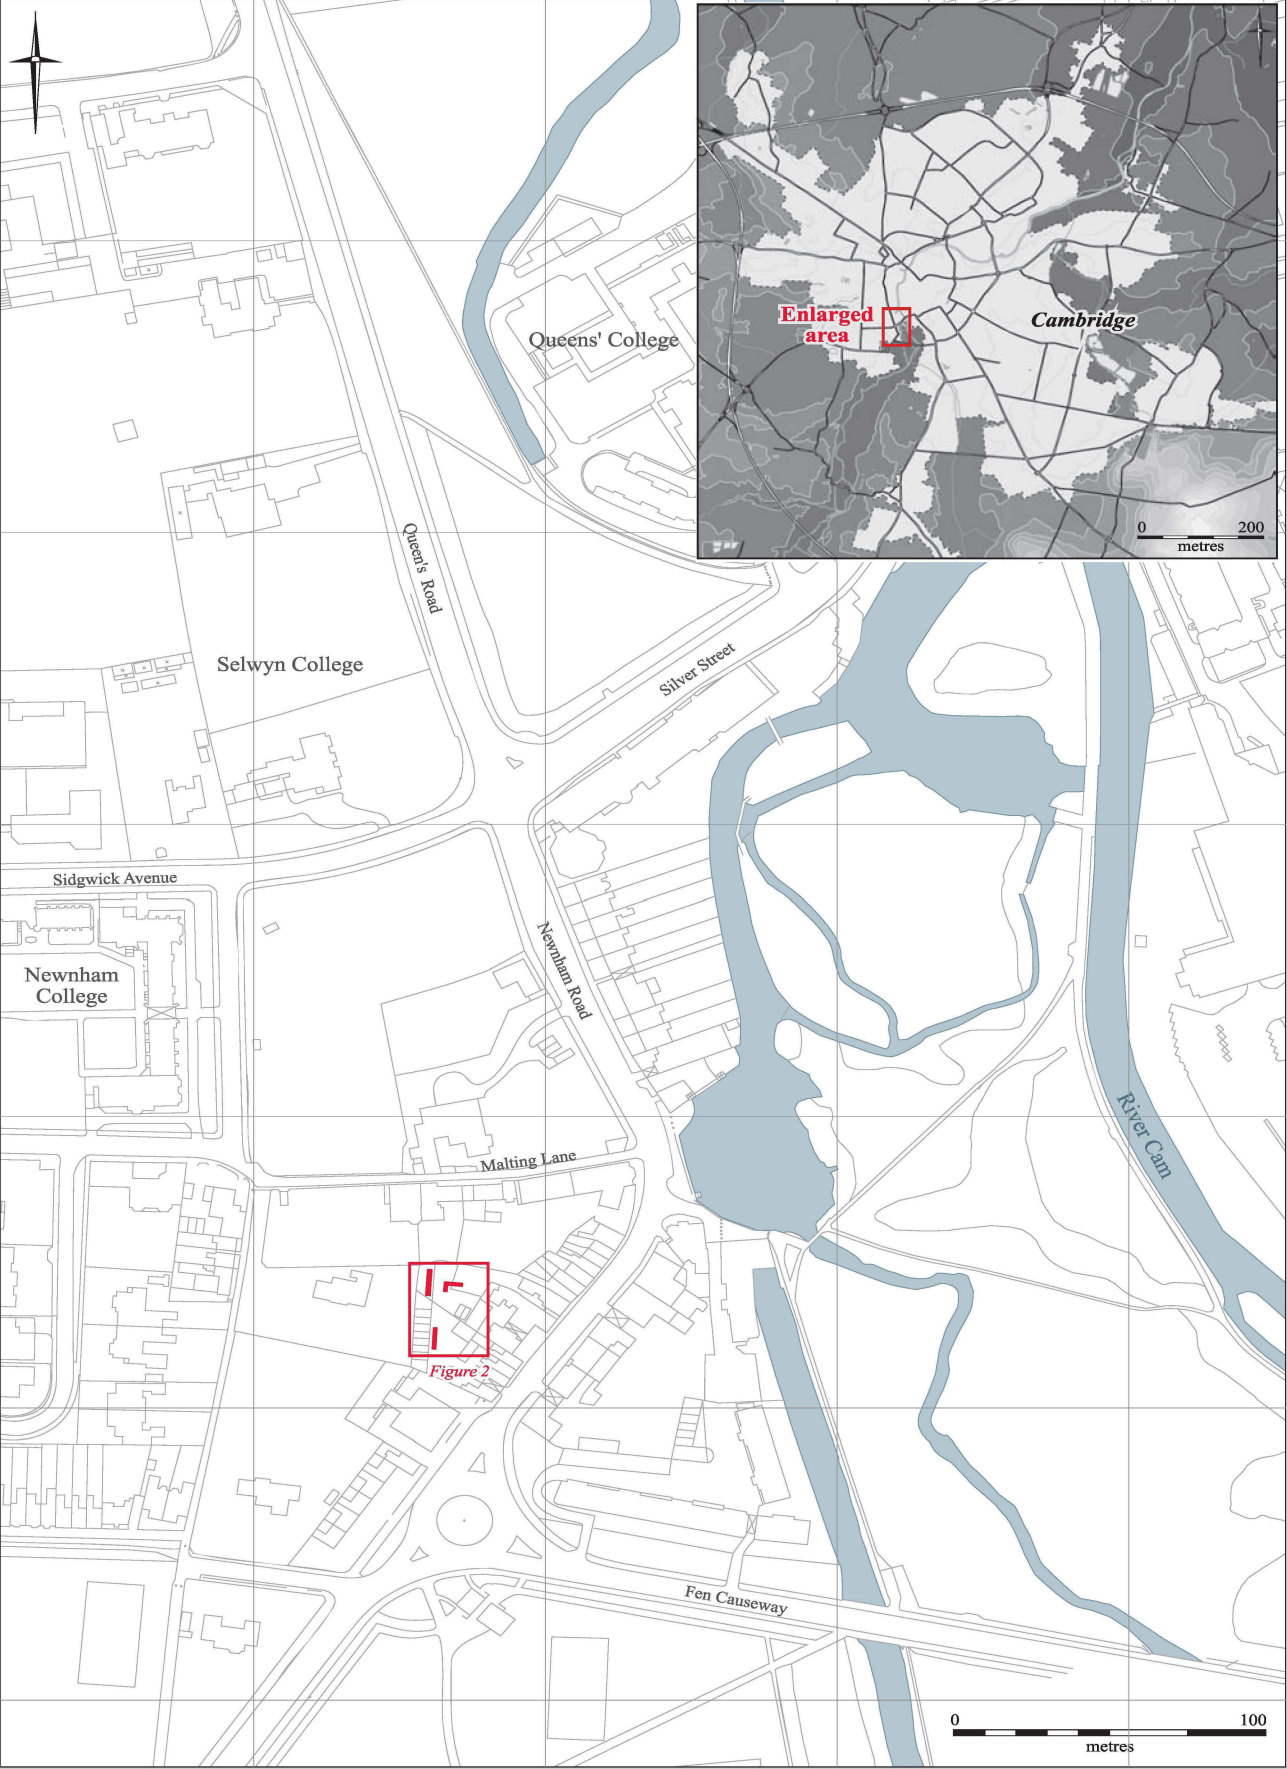 Queens' College
Enlarged
area
Cambridge
0 200
metres
Queen's Road
Selwyn College
Silver Street
Sidgwick Avenue
Newnham
College
Newnham Road
River Cam
Malting Lane
Figure 2
Fen Causeway
0 100
metres